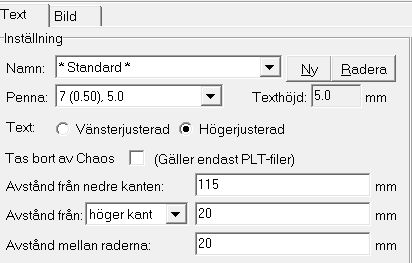 Text Bild
Inställning
Namn: * Standard * Ny Radera
Penna: 7 (0.50), 5.0 Texthöjd: 5.0 mm
Text: Vänsterjusterad Högerjusterad
Tas bort av Chaos (Gäller endast PLT-filer)
Avstånd från nedre kanten: 115 mm
Avstånd från: höger kant 20 mm
Avstånd mellan raderna: 20 mm